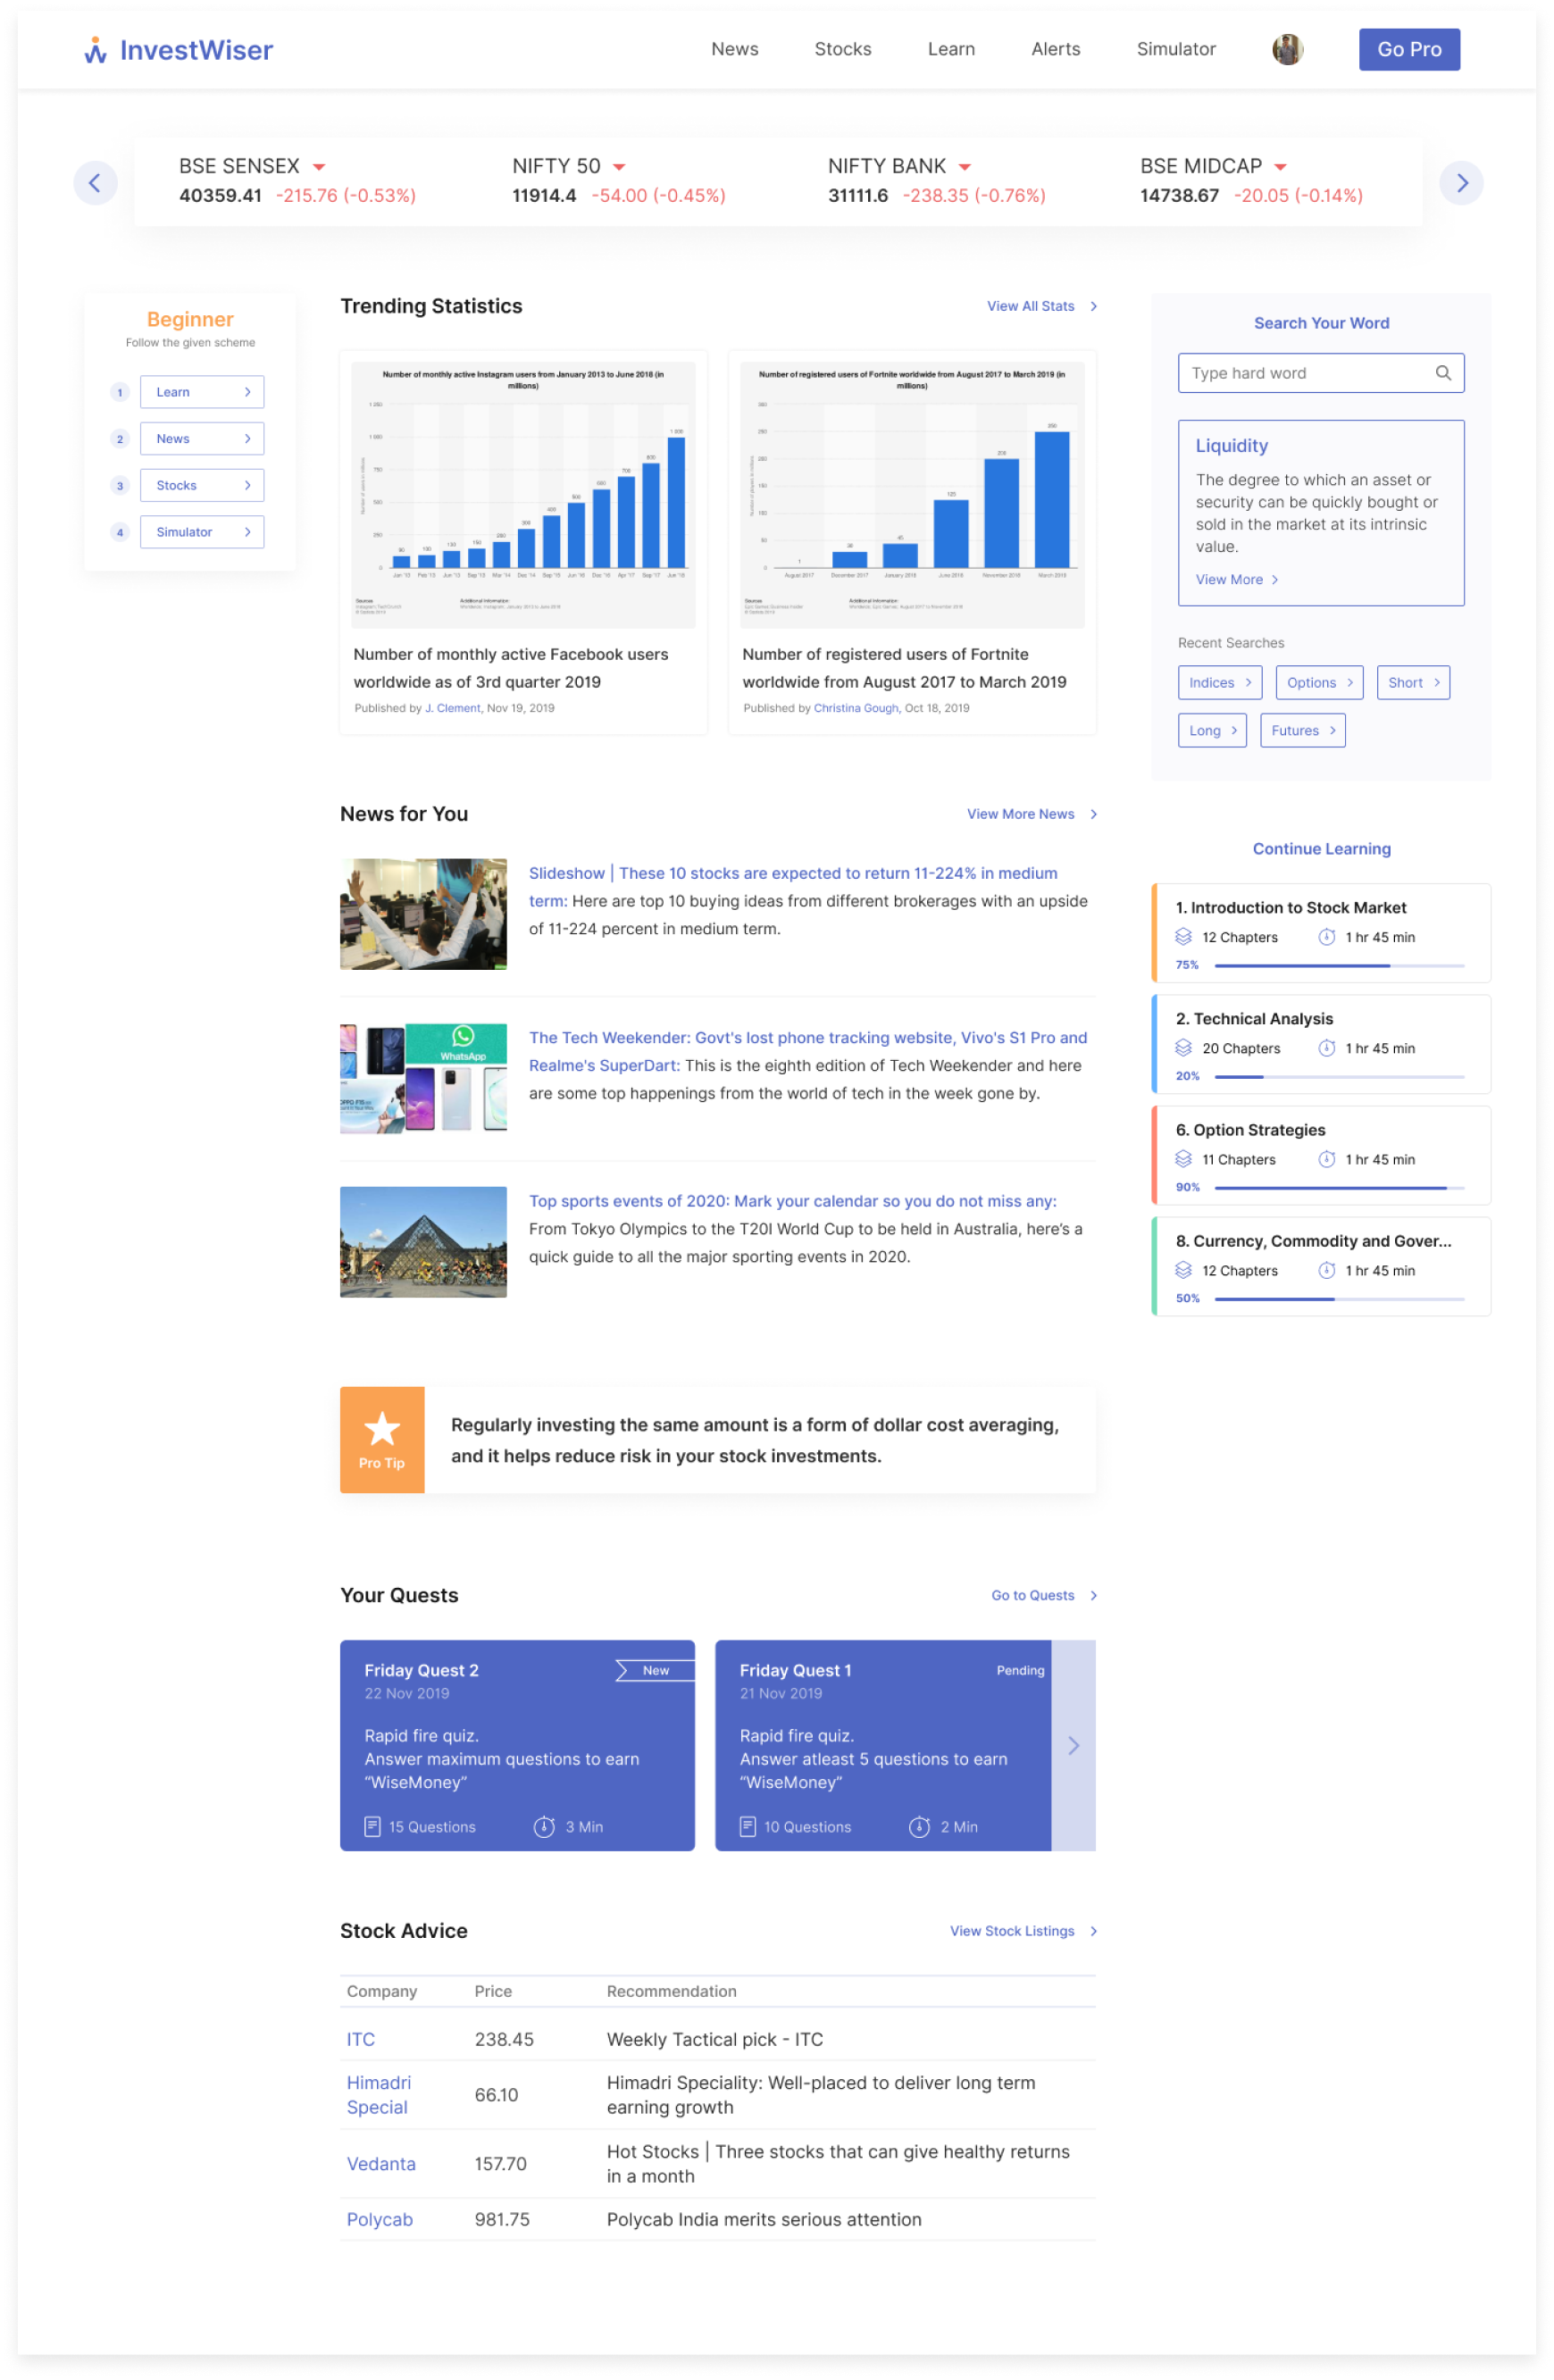 InvestWiser
News
Stocks
Learn
Alerts
Simulator
Go Pro
BSE SENSEX
40359.41 -215.76 (-0.53%)
NIFTY 50
11914.4 -54.00 (-0.45%)
NIFTY BANK
31111.6 -238.35 (-0.76%)
BSE MIDCAP
14738.67 -20.05 (-0.14%)
Beginner
Follow the given scheme
1 Learn
2 News
3 Stocks
4 Simulator
Trending Statistics
View All Stats
Number of monthly active Instagram users from January 2013 to June 2018 (in
millions)
Number of monthly active Facebook users
worldwide as of 3rd quarter 2019
Published by J. Clement, Nov 19, 2019
Number of registered users of Fortnite worldwide from August 2017 to March 2019 (in
millions)
Number of registered users of Fortnite
worldwide from August 2017 to March 2019
Published by Christina Gough, Oct 18, 2019
Search Your Word
Type hard word
Liquidity
The degree to which an asset or
security can be quickly bought or
sold in the market at its intrinsic
value.
View More
Recent Searches
Indices
Options
Short
Long
Futures
News for You
View More News
Slideshow | These 10 stocks are expected to return 11-224% in medium
term: Here are top 10 buying ideas from different brokerages with an upside
of 11-224 percent in medium term.
WhatsApp
The Tech Weekender: Govt's lost phone tracking website, Vivo's S1 Pro and
Realme's SuperDart: This is the eighth edition of Tech Weekender and here
are some top happenings from the world of tech in the week gone by.
Top sports events of 2020: Mark your calendar so you do not miss any:
From Tokyo Olympics to the T20I World Cup to be held in Australia, here's a
quick guide to all the major sporting events in 2020.
Continue Learning
1. Introduction to Stock Market
12 Chapters 1 hr 45 min
75%
2. Technical Analysis
20 Chapters 1 hr 45 min
20%
6. Option Strategies
11 Chapters 1 hr 45 min
90%
8. Currency, Commodity and Gover...
12 Chapters 1 hr 45 min
50%
Pro Tip
Regularly investing the same amount is a form of dollar cost averaging,
and it helps reduce risk in your stock investments.
Your Quests
Go to Quests
Friday Quest 2
New
22 Nov 2019
Rapid fire quiz.
Answer maximum questions to earn
“WiseMoney”
15 Questions 3 Min
Friday Quest 1
Pending
21 Nov 2019
Rapid fire quiz.
Answer atleast 5 questions to earn
“WiseMoney”
10 Questions 2 Min
Stock Advice
View Stock Listings
Company Price Recommendation
ITC 238.45 Weekly Tactical pick - ITC
Himadri
Special
66.10
Himadri Speciality: Well-placed to deliver long term
earning growth
Vedanta 157.70
Hot Stocks | Three stocks that can give healthy returns
in a month
Polycab 981.75 Polycab India merits serious attention